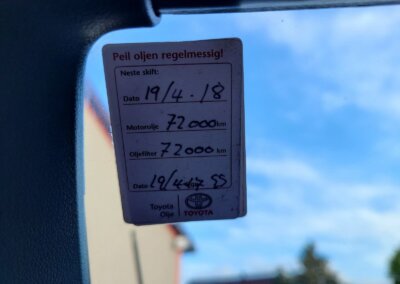 Peil oljen regelmessig!
Neste skift:
Dato 19/4 - 18
Motorolje 72000 km
Oljefilter 72000 km
Dato 19/4
Toyota
Olje TOYOTA